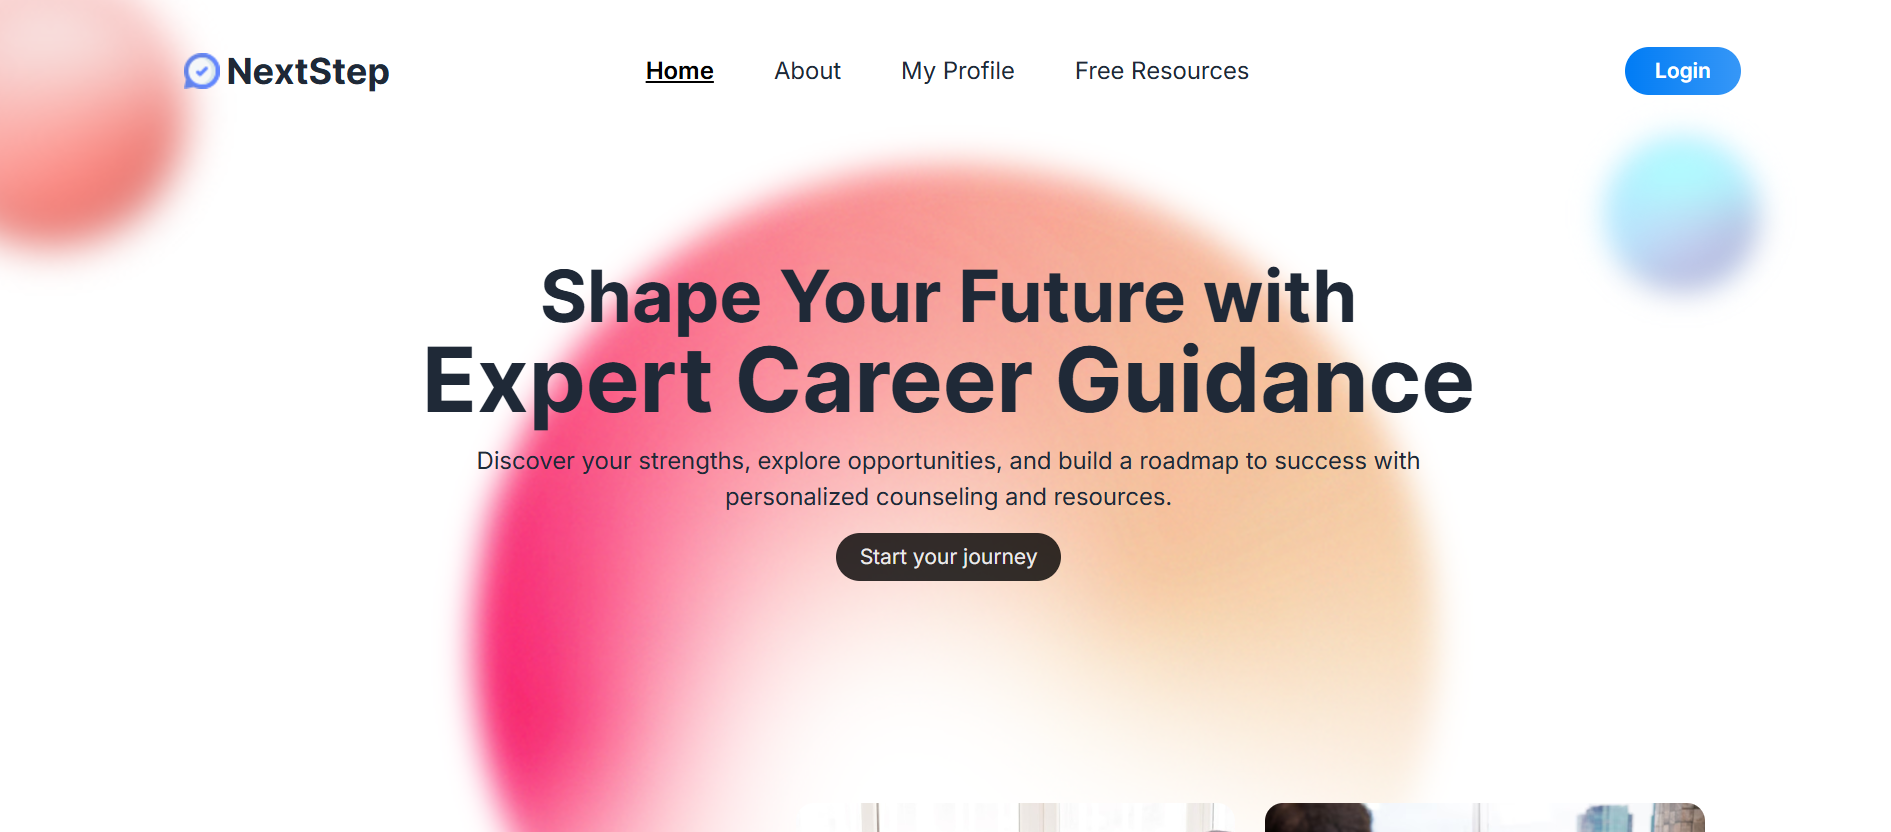 NextStep
Home
About
My Profile
Free Resources
Login
Shape Your Future with
Expert Career Guidance
Discover your strengths, explore opportunities, and build a roadmap to success with
personalized counseling and resources.
Start your journey